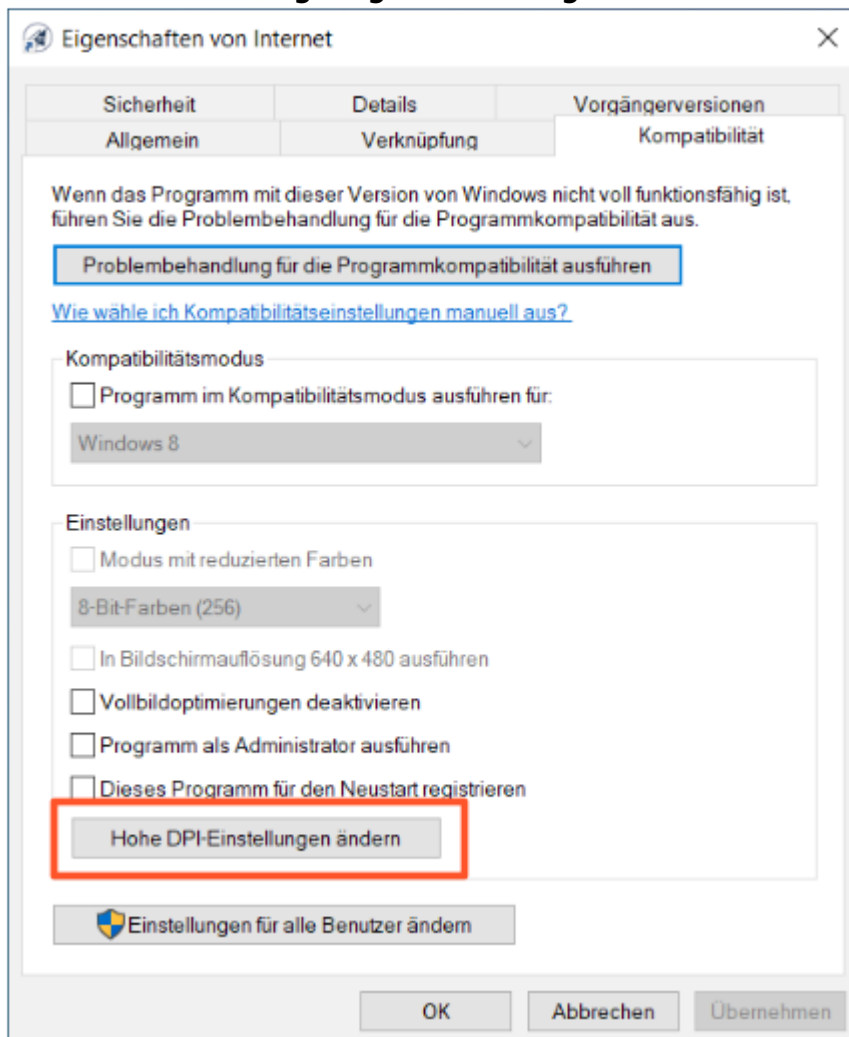 Eigenschaften von Internet
Sicherheit
Details
Vorgängerversionen
Allgemein
Verknüpfung
Kompatibilität
Wenn das Programm mit dieser Version von Windows nicht voll funktionsfähig ist,
führen Sie die Problembehandlung für die Programmkompatibilität aus.
Problembehandlung für die Programmkompatibilität ausführen
Wie wähle ich Kompatibilitätseinstellungen manuell aus?
Kompatibilitätsmodus
Programm im Kompatibilitätsmodus ausführen für:
Windows 8
Einstellungen
Modus mit reduzierten Farben
8-Bit-Farben (256)
In Bildschirmauflösung 640 x 480 ausführen
Vollbildoptimierungen deaktivieren
Programm als Administrator ausführen
Dieses Programm für den Neustart registrieren
Hohe DPI-Einstellungen ändern
Einstellungen für alle Benutzer ändern
OK
Abbrechen
Übernehmen